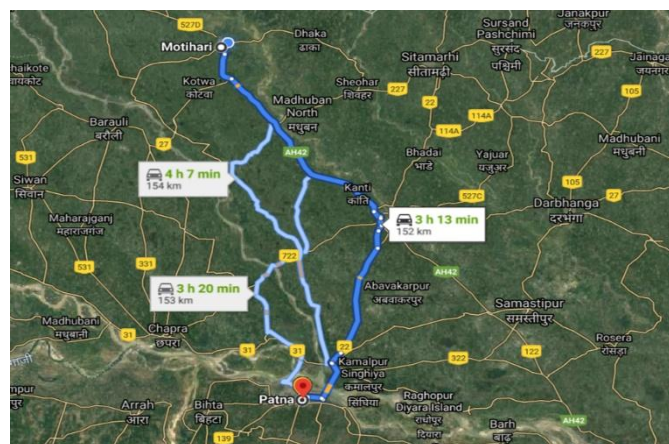 527D
Motihari
Dhaka
ढाका
Sursand
Pashchimi
सुरसंद
पश्चिमी
Janakpur
जनकपुर
227
Jainaga
जयनगर
Kotwa
कोटवा
Sitamarhi
सीतामढ़ी
Sheohar
शिवहर
227
105
Madhuban
North
मधुबन
22
114A
114A
Barauli
बरौली
27
AH42
Bhadai
भादे
Yajuar
यजुअर
Madhubani
मधुबनी
531
Siwan
सिवान
4 h 7 min
154 km
Kanti
कांति
527C
105
27
Darbhanga
दरभंगा
Maharajganj
महाराजगंज
3 h 13 min
152 km
722
531
331
AH42
3 h 20 min
153 km
Abavakarpur
अबवाकरपुर
Samastipur
समस्तीपुर
Madhubani
मधुबनी
31
Chapra
छपरा
31
31
22
322
122
Rosera
रोसड़ा
Kamalpur
Singhiya
कमालपुर
सिंघिया
Patna
Arrah
आरा
Bihta
बिहटा
139
Raghopur
Diyara Island
राघोपुर
दियारा
Barh
बाढ़
AH42